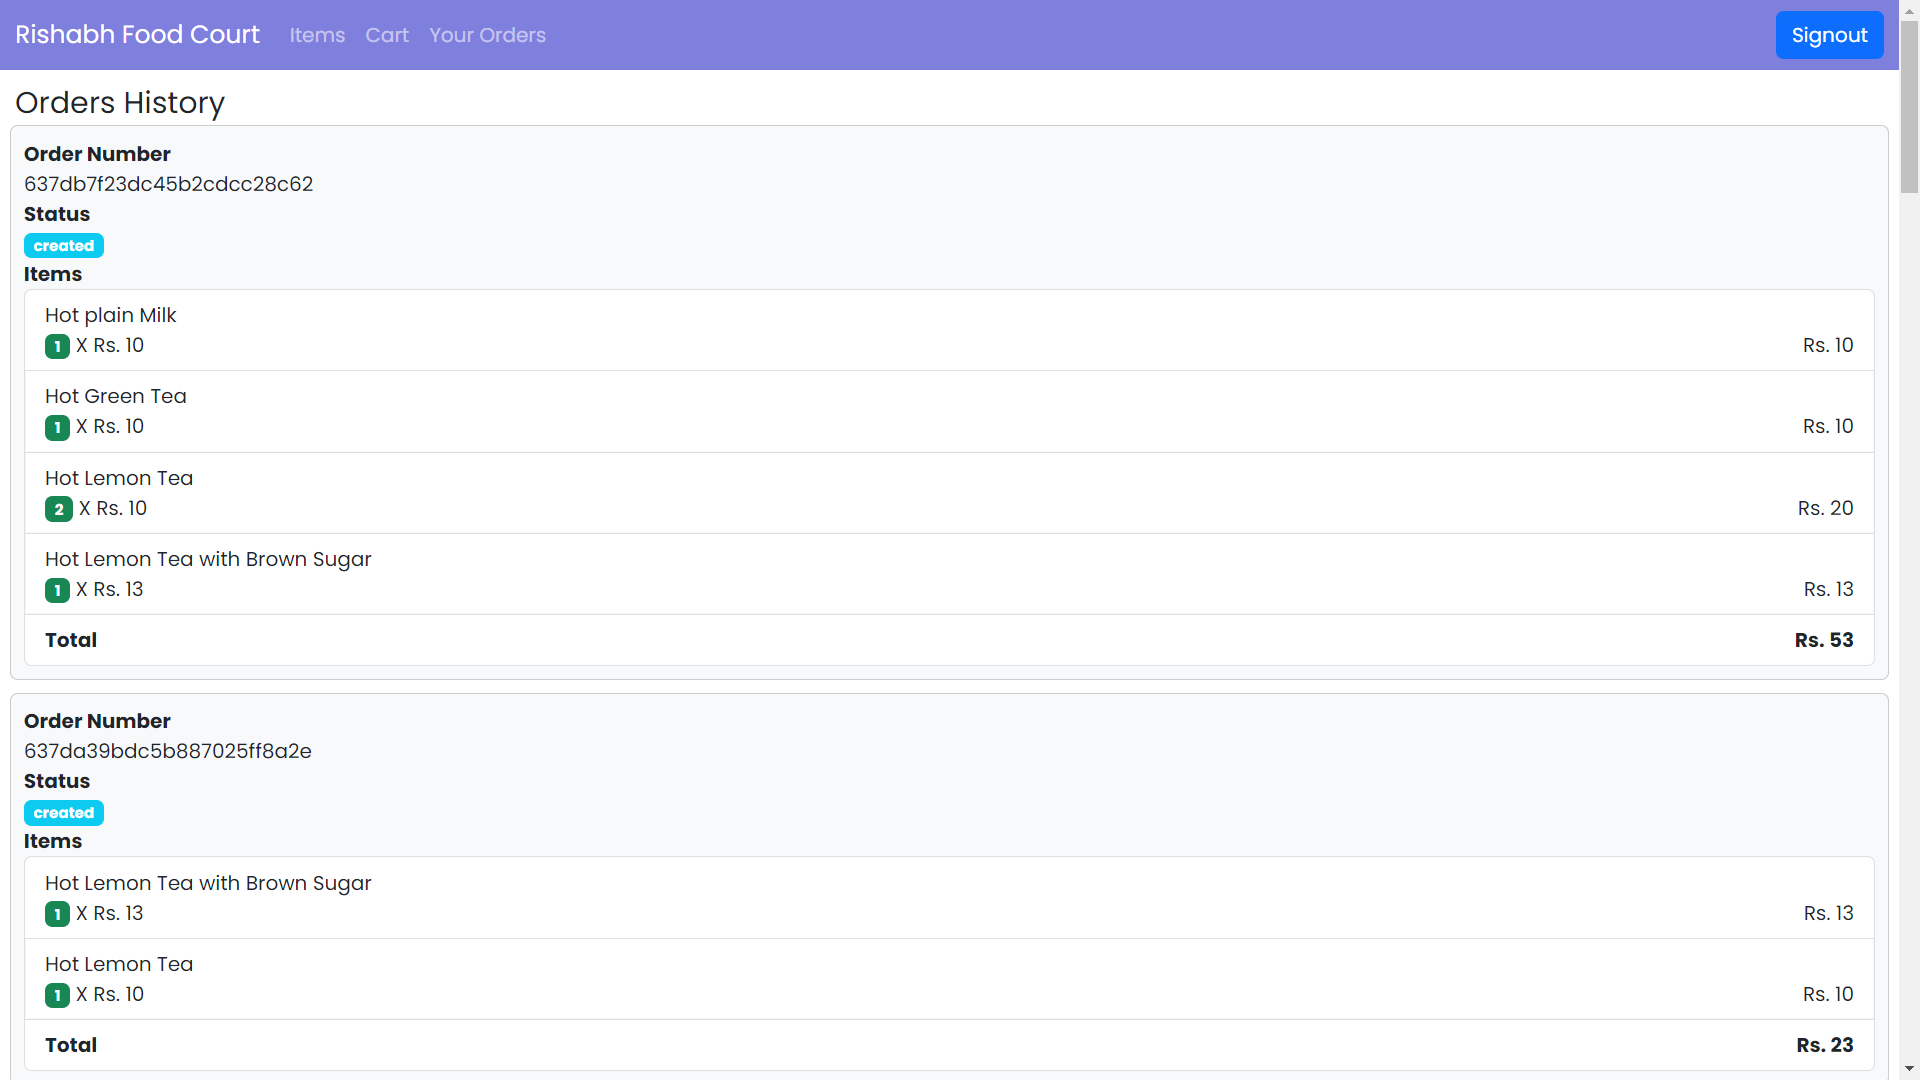 Rishabh Food Court Items Cart Your Orders Signout
Orders History
Order Number
637db7f23dc45b2cdcc28c62
Status
created
Items
Hot plain Milk
1 X Rs. 10 Rs. 10
Hot Green Tea
1 X Rs. 10 Rs. 10
Hot Lemon Tea
2 X Rs. 10 Rs. 20
Hot Lemon Tea with Brown Sugar
1 X Rs. 13 Rs. 13
Total Rs. 53
Order Number
637da39bdc5b887025ff8a2e
Status
created
Items
Hot Lemon Tea with Brown Sugar
1 X Rs. 13 Rs. 13
Hot Lemon Tea
1 X Rs. 10 Rs. 10
Total Rs. 23